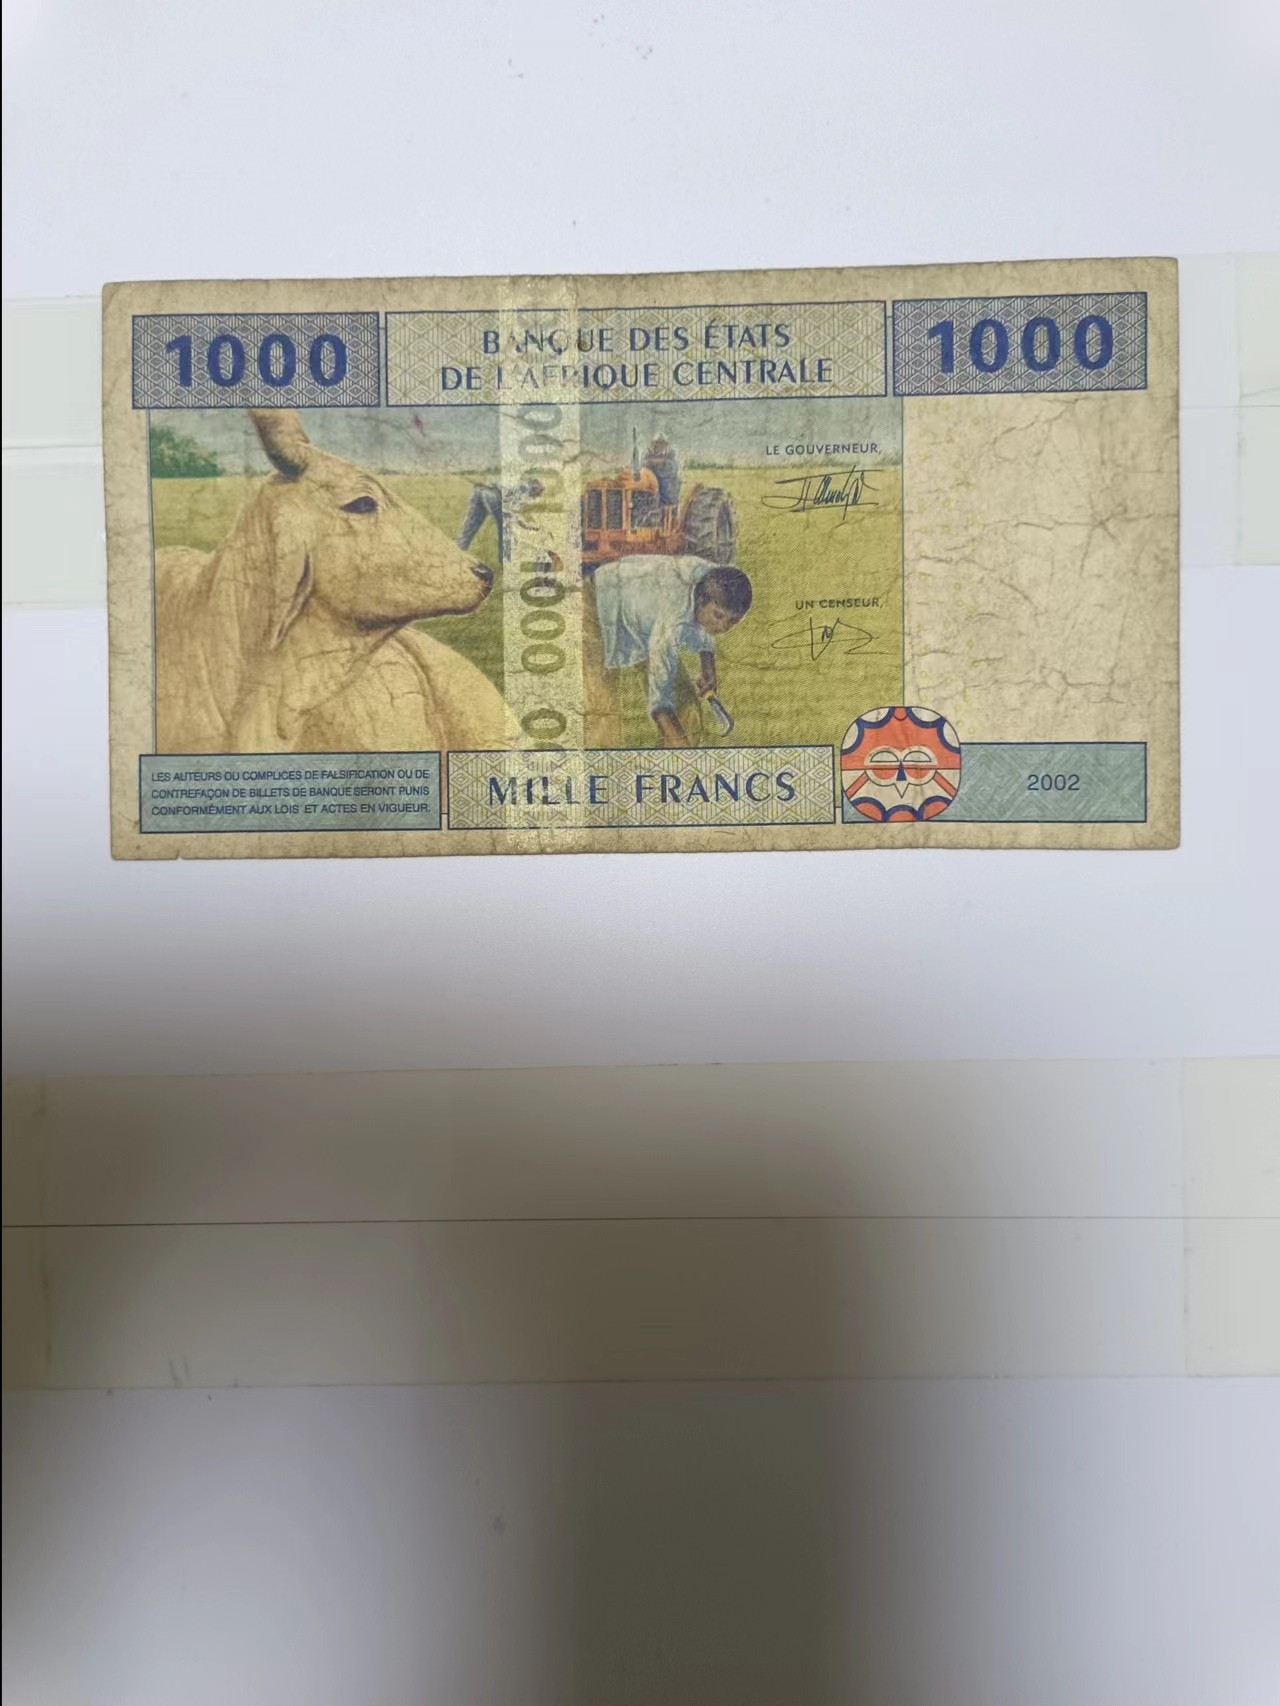 1000
BANQUE DES ÉTATS
DE L'AFRIQUE CENTRALE
1000
LE GOUVERNEUR,
UN CENSEUR,
LES AUTEURS OU COMPLICES DE FALSIFICATION OU DE
CONTREFAÇON DE BILLETS DE BANQUE SERONT PUNIS
CONFORMÉMENT AUX LOIS ET ACTES EN VIGUEUR.
MILLE FRANCS
2002
1000